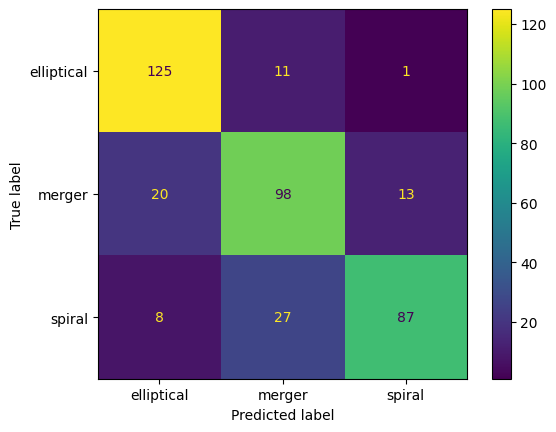 elliptical 125 11 1
merger 20 98 13
spiral 8 27 87
elliptical merger spiral
Predicted label
True label
120
100
80
60
40
20